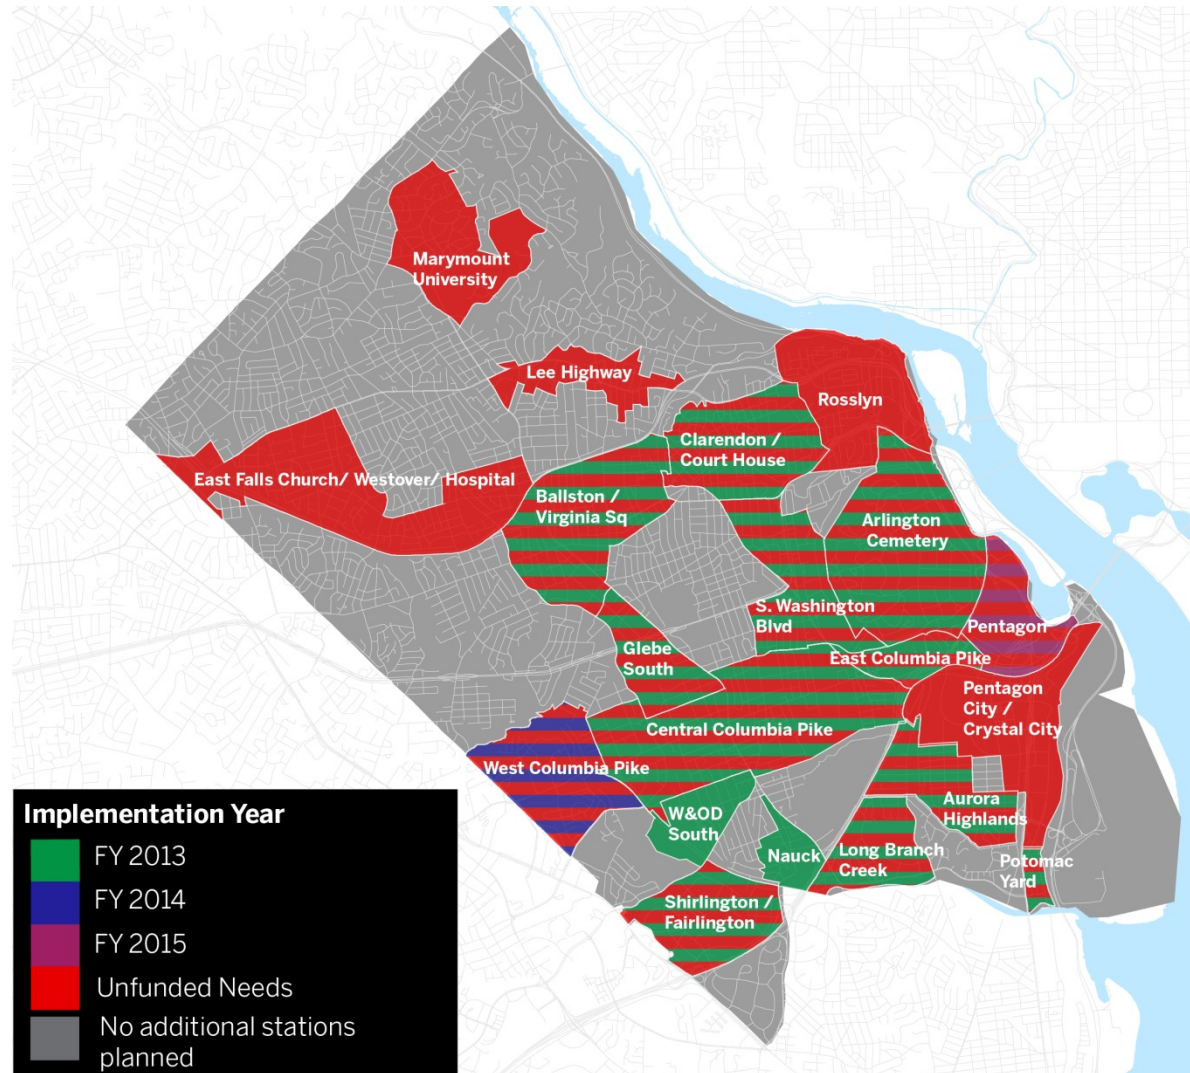 Marymount
University
Lee Highway
Rosslyn
Clarendon /
Court House
East Falls Church/ Westover/ Hospital
Ballston /
Virginia Sq
Arlington
Cemetery
S. Washington
Blvd
Pentagon
Glebe
South
East Columbia Pike
Pentagon
City /
Crystal City
Central Columbia Pike
West Columbia Pike
Aurora
Highlands
W&OD
South
Nauck
Long Branch
Creek
Potomac
Yard
Shirlington /
Fairlington
Implementation Year
FY 2013
FY 2014
FY 2015
Unfunded Needs
No additional stations
planned